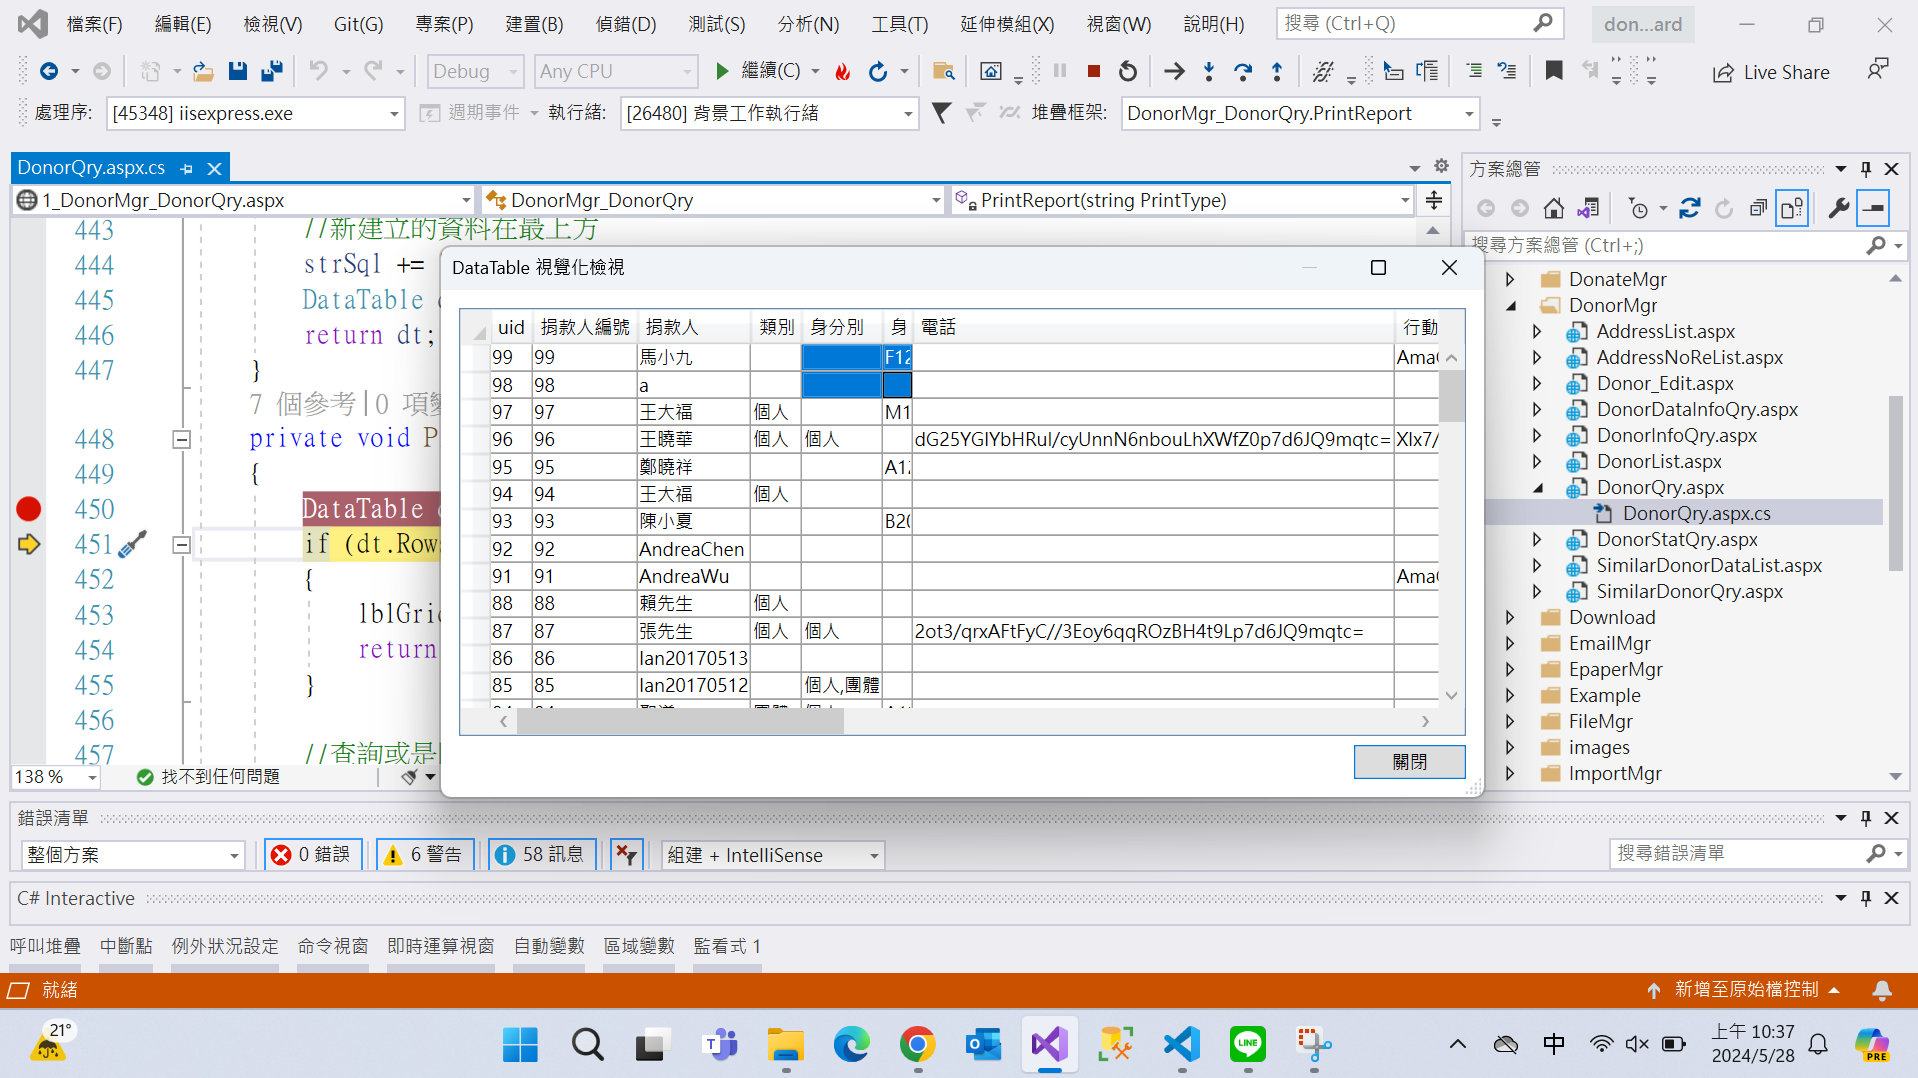 檔案(F) 編輯(E) 檢視(V) Git(G) 專案(P) 建置(B) 偵錯(D) 測試(S) 分析(N) 工具(T) 延伸模組(X) 視窗(W) 說明(H) 搜尋 (Ctrl+Q) don...ard
Debug Any CPU 繼續(C) Live Share
處理序: [45348] iisexpress.exe 週期事件 執行緒: [26480] 背景工作執行緒 堆疊框架: DonorMgr_DonorQry.PrintReport
DonorQry.aspx.cs
1_DonorMgr_DonorQry.aspx DonorMgr_DonorQry PrintReport(string PrintType)
443 //新建立的資料在最上方
444 strSql +=
445 DataTable
446 return dt;
447 }
7 個參考|0 項
448 private void P
449 {
450 DataTable
451 if (dt.Rows
452 {
453 lblGri
454 return
455 }
456
457 //查詢或是
138 % 找不到任何問題
DataTable 視覺化檢視
uid 捐款人編號 捐款人 類別 身分別 身 電話 行動
99 99 馬小九 F12 Ama
98 98 a
97 97 王大福 個人 M1
96 96 王曉華 個人 個人 dG25YGlYbHRul/cyUnnN6nbouLhXWfZ0p7d6JQ9mqtc= Xlx7/
95 95 鄭曉祥 A12
94 94 王大福 個人
93 93 陳小夏 B20
92 92 AndreaChen
91 91 AndreaWu Ama
88 88 賴先生 個人
87 87 張先生 個人 個人 2ot3/qrxAFtFyC//3Eoy6qqROzBH4t9Lp7d6JQ9mqtc=
86 86 Ian20170513
85 85 Ian20170512 個人,團體
關閉
方案總管
搜尋方案總管 (Ctrl+;)
DonateMgr
DonorMgr
AddressList.aspx
AddressNoReList.aspx
Donor_Edit.aspx
DonorDataInfoQry.aspx
DonorInfoQry.aspx
DonorList.aspx
DonorQry.aspx
DonorQry.aspx.cs
DonorStatQry.aspx
SimilarDonorDataList.aspx
SimilarDonorQry.aspx
Download
EmailMgr
EpaperMgr
Example
FileMgr
images
ImportMgr
錯誤清單
整個方案 0 錯誤 6 警告 58 訊息 組建 + IntelliSense 搜尋錯誤清單
C# Interactive
呼叫堆疊 中斷點 例外狀況設定 命令視窗 即時運算視窗 自動變數 區域變數 監看式 1
就緒 新增至原始檔控制
21° 中 上午 10:37
2024/5/28 PRE